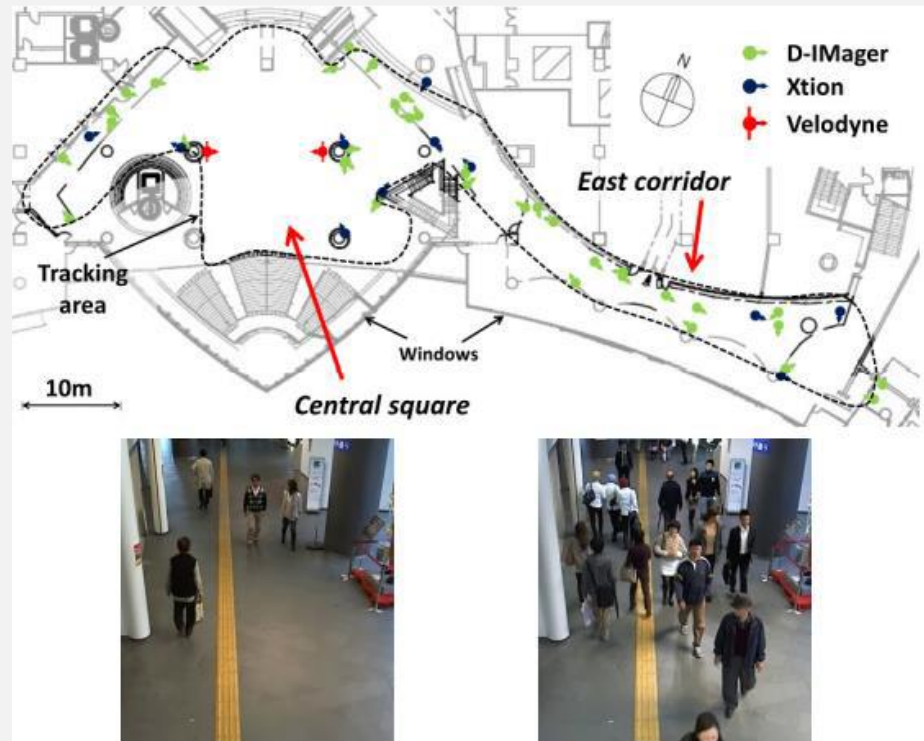 N
D-IMager
Xtion
Velodyne
East corridor
Tracking
area
Windows
10m
Central square